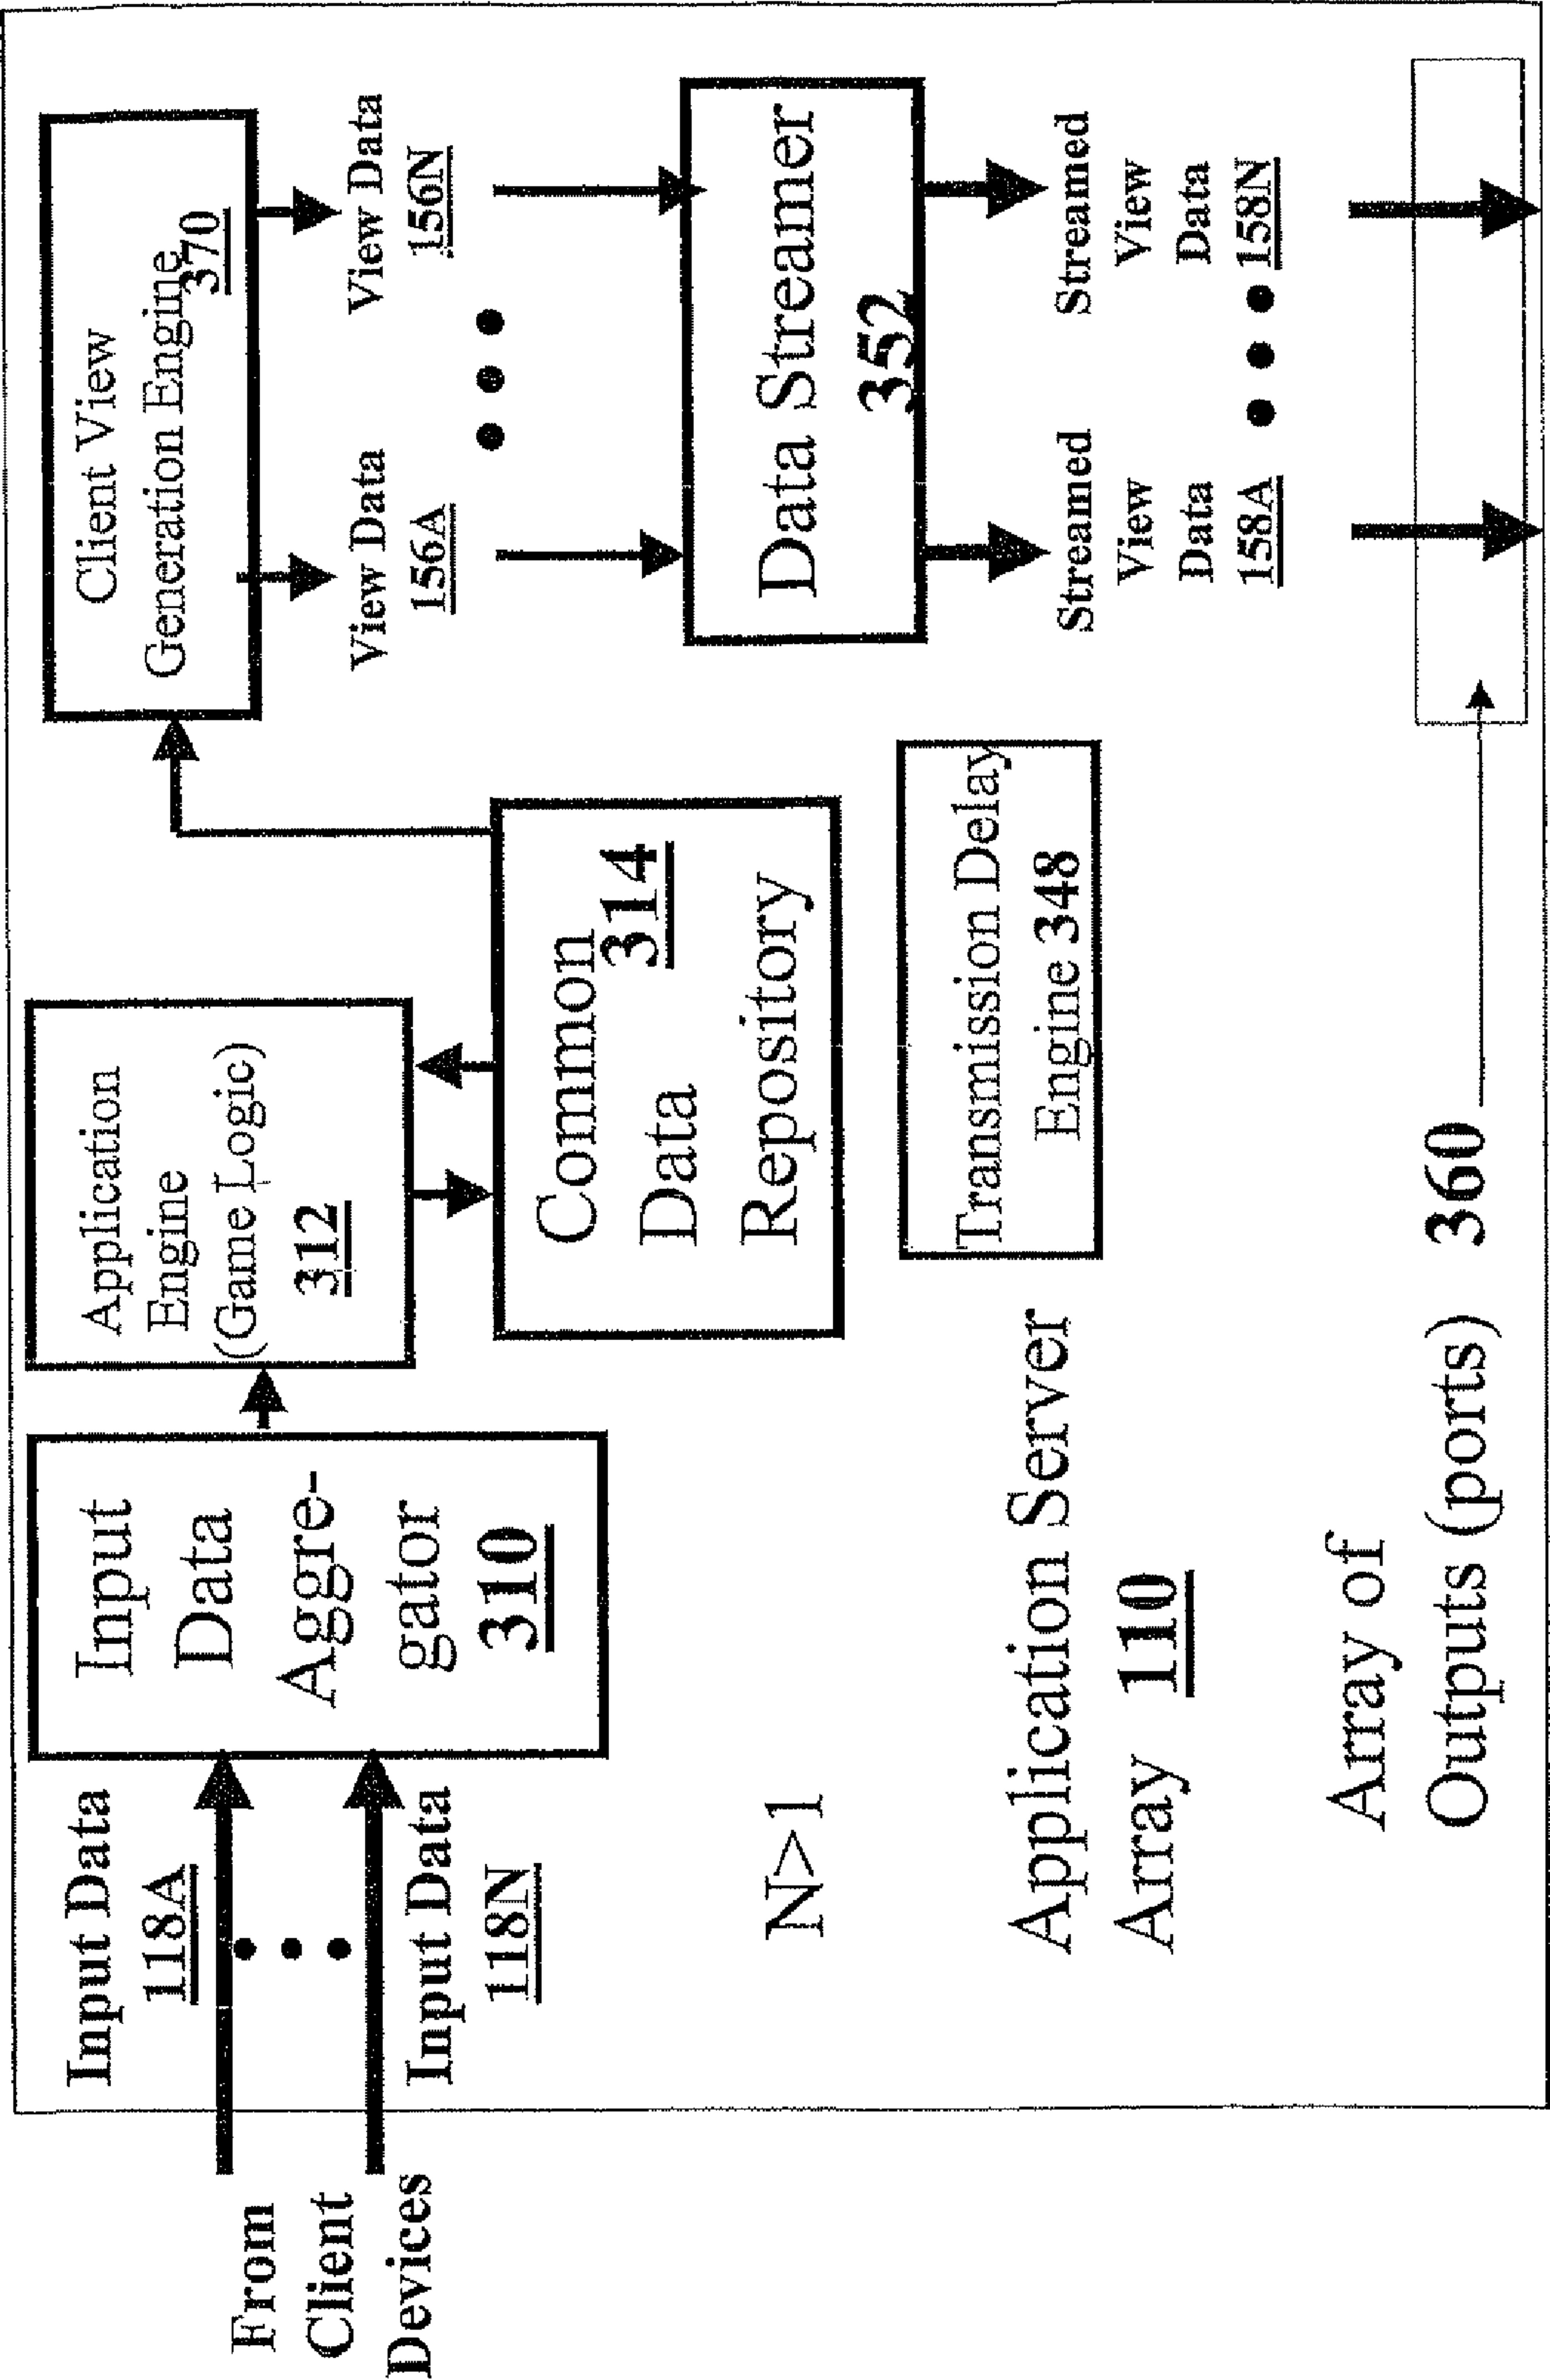 From
Client
Devices
Input Data
118A
Input Data
118N
Input
Data
Aggre-
gator
310
Application
Engine
(Game Logic)
312
Common
314
Data
Repository
Client View
Generation Engine
370
View Data
156A
View Data
156N
Data Streamer
352
Streamed
View
Data
158A
Streamed
View
Data
158N
Transmission Delay
Engine 348
N>1
Application Server
Array 110
Array of
Outputs (ports) 360